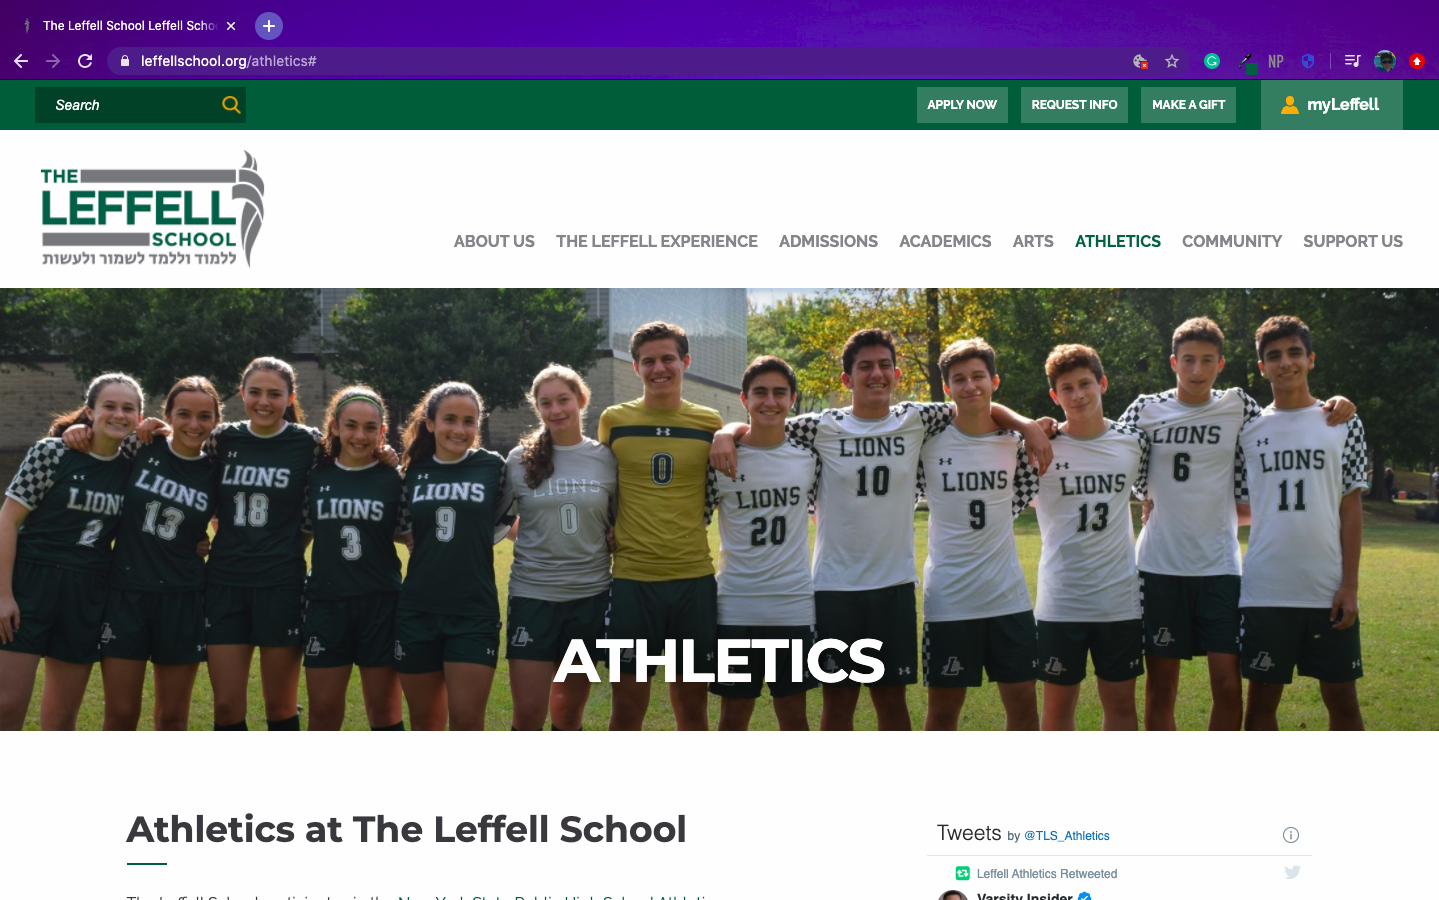 The Leffell School Leffell Scho
leffellschool.org/athletics#
NP
Search
APPLY NOW
REQUEST INFO
MAKE A GIFT
myLeffell
THE
LEFFELL
SCHOOL
ללמוד וללמד לשמור ולעשות
ABOUT US
THE LEFFELL EXPERIENCE
ADMISSIONS
ACADEMICS
ARTS
ATHLETICS
COMMUNITY
SUPPORT US
LIONS 2
LIONS 13
LIONS 18
LIONS 3
LIONS 9
LIONS 0
0
LIONS 20
LIONS 10
LIONS 9
LIONS 13
LIONS 6
LIONS 11
ATHLETICS
Athletics at The Leffell School
Tweets by @TLS_Athletics
Leffell Athletics Retweeted
Varsity Insider